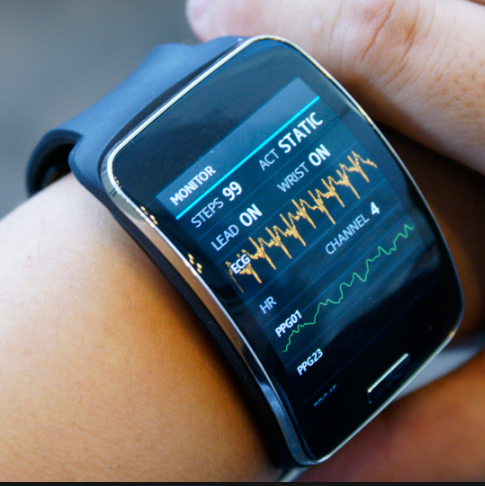 MONITOR
STEPS 99 ACT STATIC
LEAD ON WRIST ON
ECG
HR CHANNEL 4
PPG01
PPG23